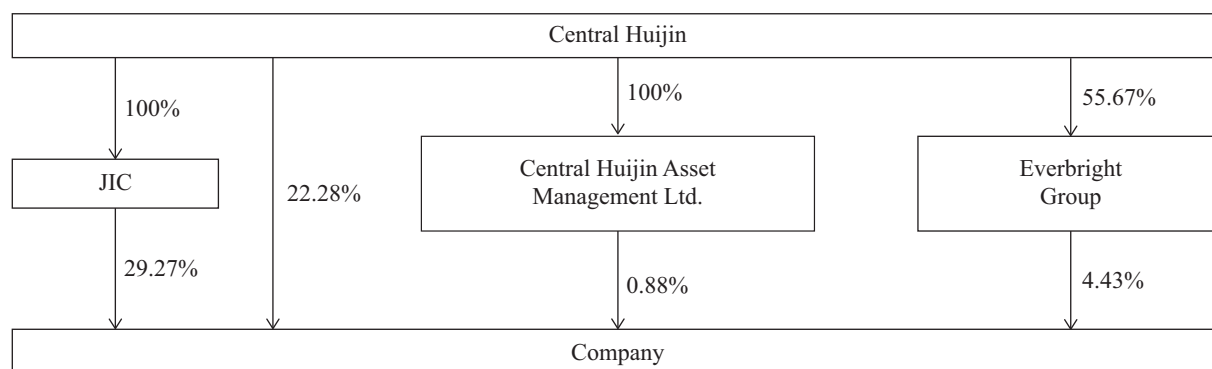 Central Huijin
100%
22.28%
100%
55.67%
JIC
Central Huijin Asset
Management Ltd.
Everbright
Group
29.27%
0.88%
4.43%
Company